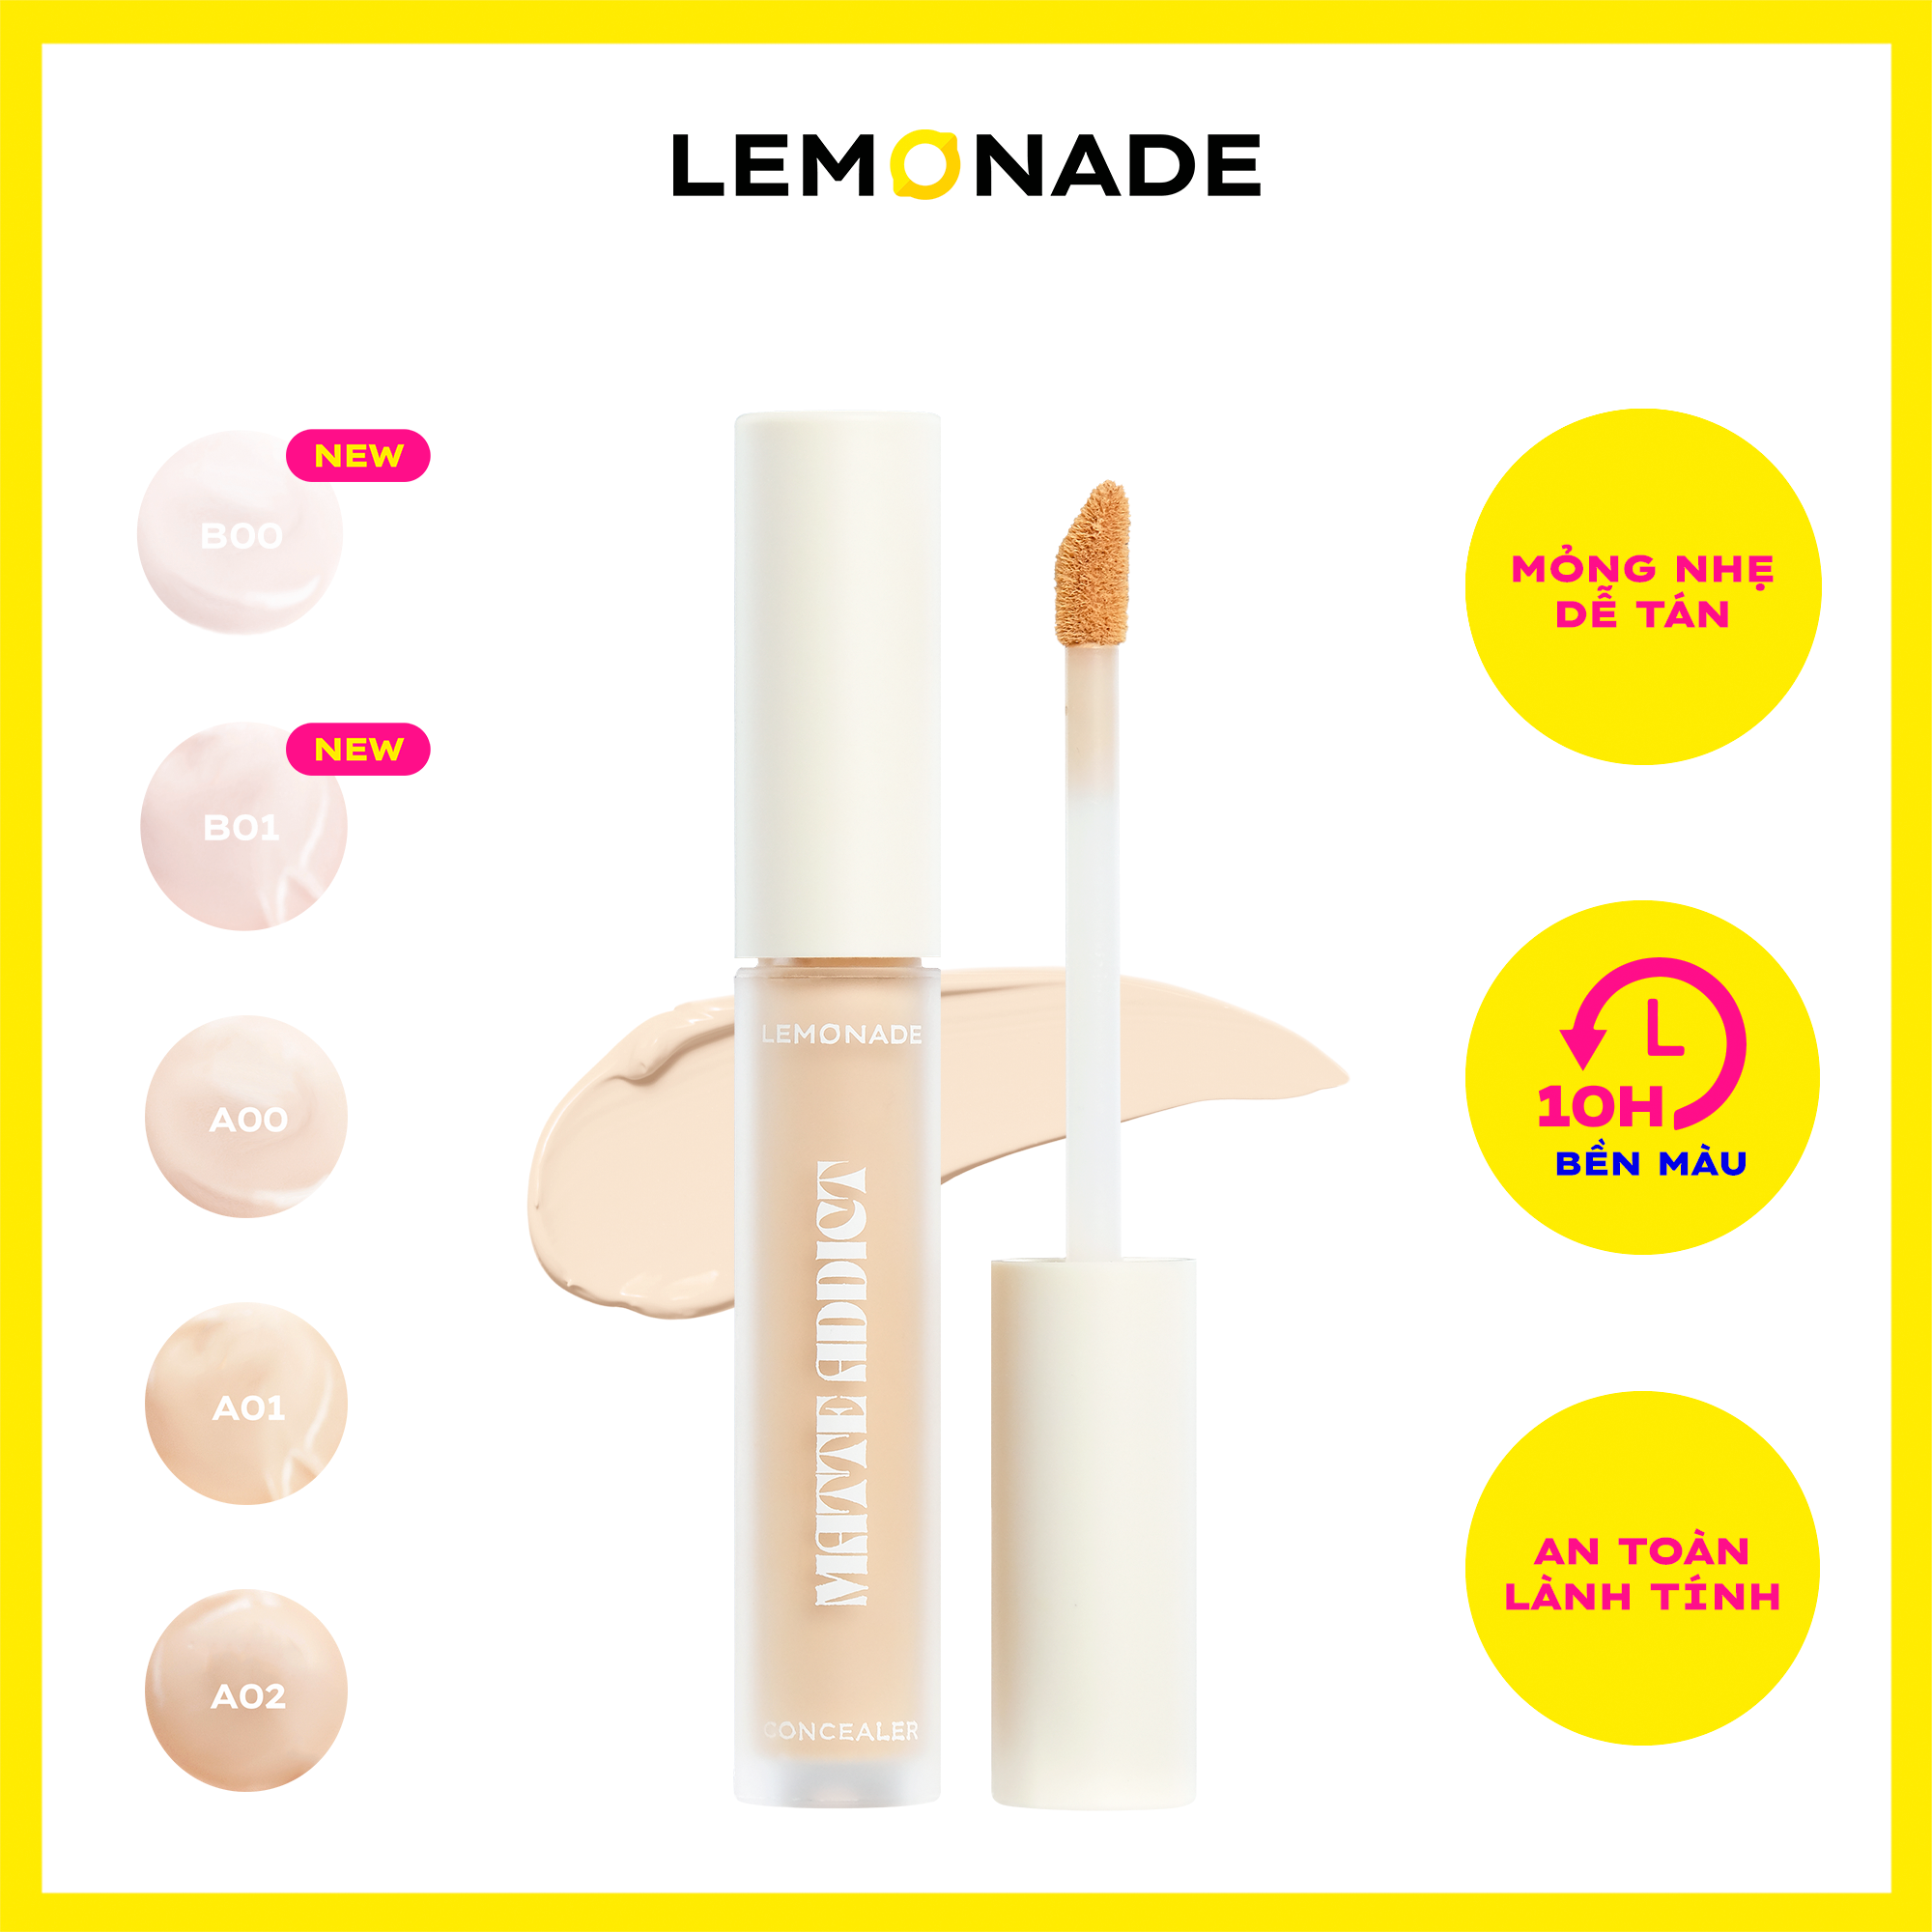 LEMONADE
NEW
B00
NEW
B01
A00
A01
A02
LEMONADE
MATTE ADDICT
CONCEALER
MỎNG NHẸ
DỄ TÁN
L
10H
BỀN MÀU
AN TOÀN
LÀNH TÍNH